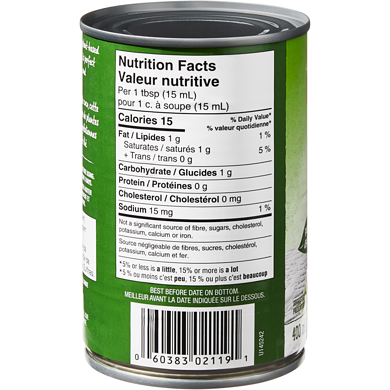 Nutrition Facts
Valeur nutritive
Per 1 tbsp (15 mL)
pour 1 c. à soupe (15 mL)
Calories 15
% Daily Value*
% valeur quotidienne*
Fat / Lipides 1 g 1 %
Saturates / saturés 1 g 5 %
+ Trans / trans 0 g
Carbohydrate / Glucides 1 g
Protein / Protéines 0 g
Cholesterol / Cholestérol 0 mg
Sodium 15 mg 1 %
Not a significant source of fibre, sugars, cholesterol,
potassium, calcium or iron.
Source négligeable de fibres, sucres, cholestérol,
potassium, calcium et fer.
*5% or less is a little, 15% or more is a lot
*5 % ou moins c'est peu, 15 % ou plus c'est beaucoup
BEST BEFORE DATE ON BOTTOM.
MEILLEUR AVANT LA DATE INDIQUÉE SUR LE DESSOUS.
0 60383 02119 1
U145242
400